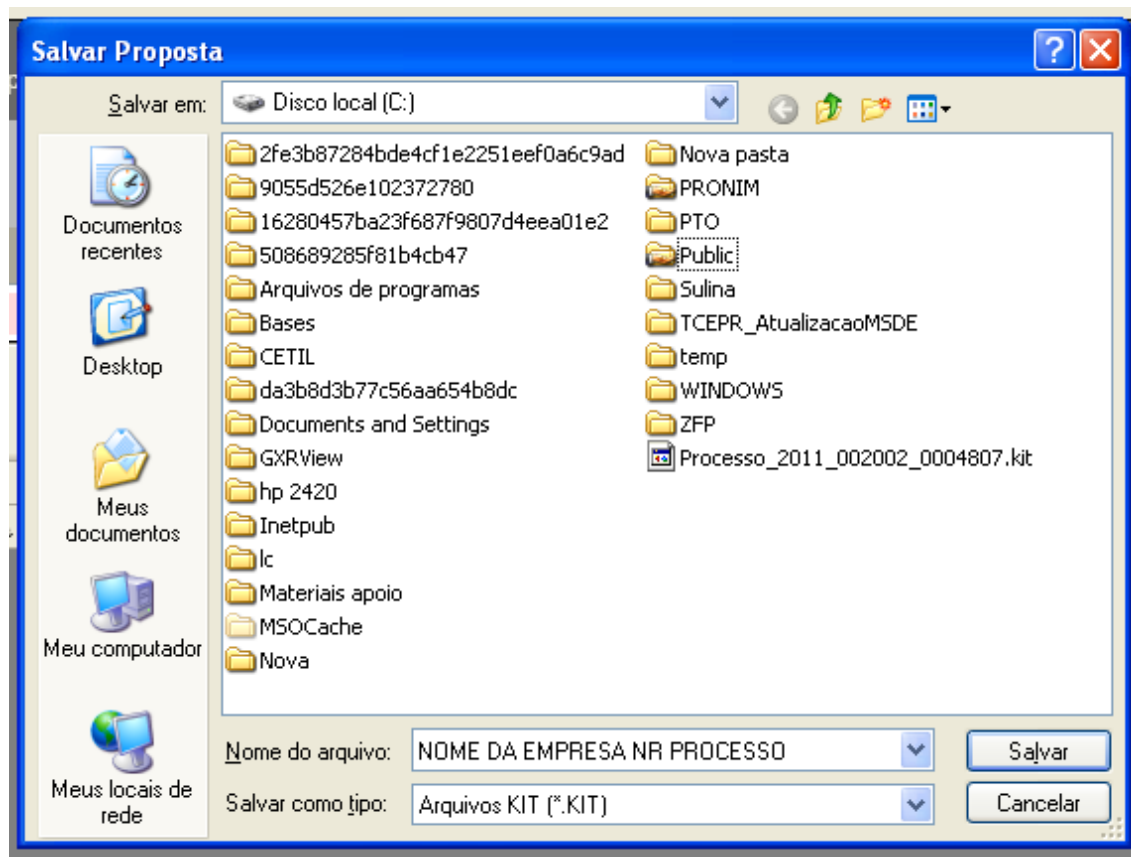 Salvar Proposta
Salvar em:
Disco local (C:)
Documentos
recentes
Desktop
Meus
documentos
Meu computador
Meus locais de
rede
2fe3b87284bde4cf1e2251eef0a6c9ad
9055d526e102372780
16280457ba23f687f9807d4eea01e2
508689285f81b4cb47
Arquivos de programas
Bases
CETIL
da3b8d3b77c56aa654b8dc
Documents and Settings
GXRView
hp 2420
Inetpub
lc
Materiais apoio
MSOCache
Nova
Nova pasta
PRONIM
PTO
Public
Sulina
TCEPR_AtualizacaoMSDE
temp
WINDOWS
ZFP
Processo_2011_002002_0004807.kit
Nome do arquivo:
NOME DA EMPRESA NR PROCESSO
Salvar
Salvar como tipo:
Arquivos KIT (*.KIT)
Cancelar